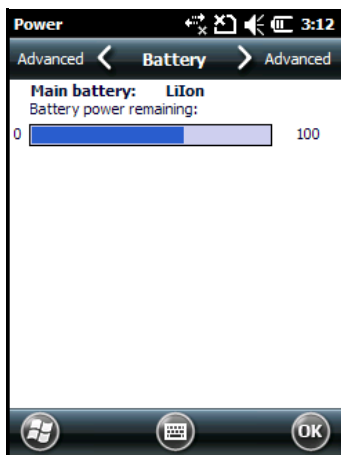 Power 3:12
Advanced Battery Advanced
Main battery: LiIon
Battery power remaining:
0 100
OK